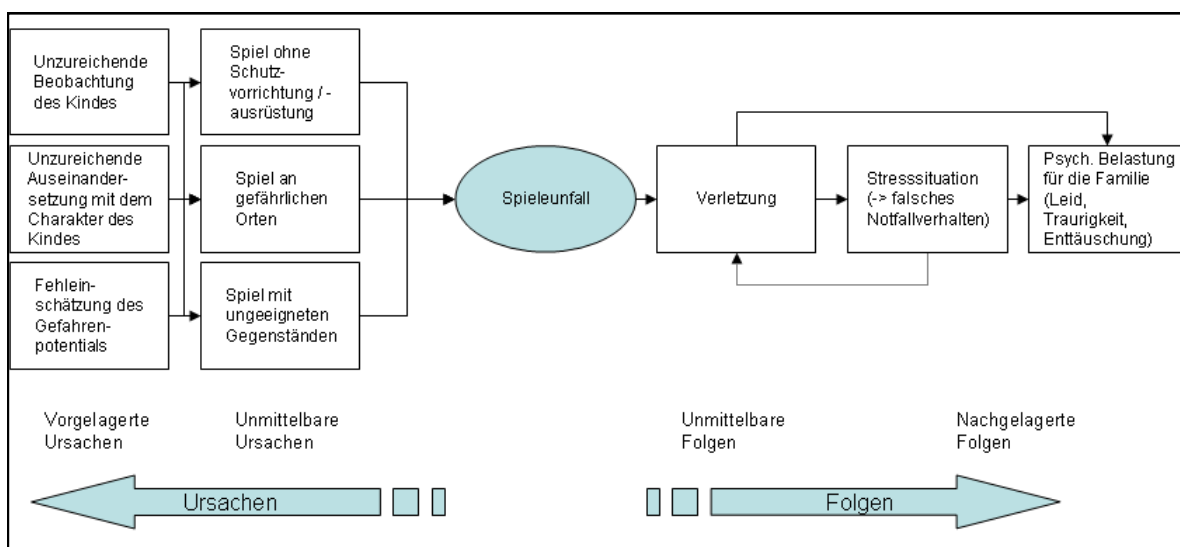 Unzureichende
Beobachtung
des Kindes
Spiel ohne
Schutz-
vorrichtung / -
ausrüstung
Unzureichende
Auseinander-
setzung mit dem
Charakter des
Kindes
Spiel an
gefährlichen
Orten
Fehlein-
schätzung des
Gefahren-
potentials
Spiel mit
ungeeigneten
Gegenständen
Spieleunfall
Verletzung
Stresssituation
(-> falsches
Notfallverhalten)
Psych. Belastung
für die Familie
(Leid,
Traurigkeit,
Enttäuschung)
Vorgelagerte
Ursachen
Unmittelbare
Ursachen
Unmittelbare
Folgen
Nachgelagerte
Folgen
Ursachen
Folgen